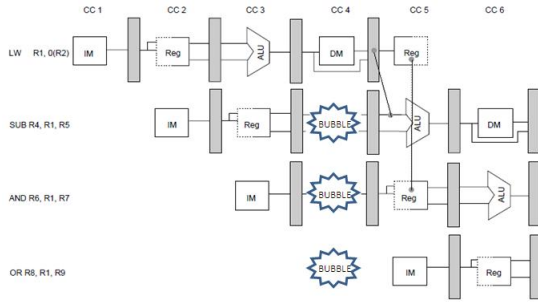 CC 1 CC 2 CC 3 CC 4 CC 5 CC 6
LW R1, 0(R2) IM Reg ALU DM Reg
SUB R4, R1, R5 IM Reg BUBBLE ALU DM
AND R6, R1, R7 IM BUBBLE Reg ALU
OR R8, R1, R9 BUBBLE IM Reg